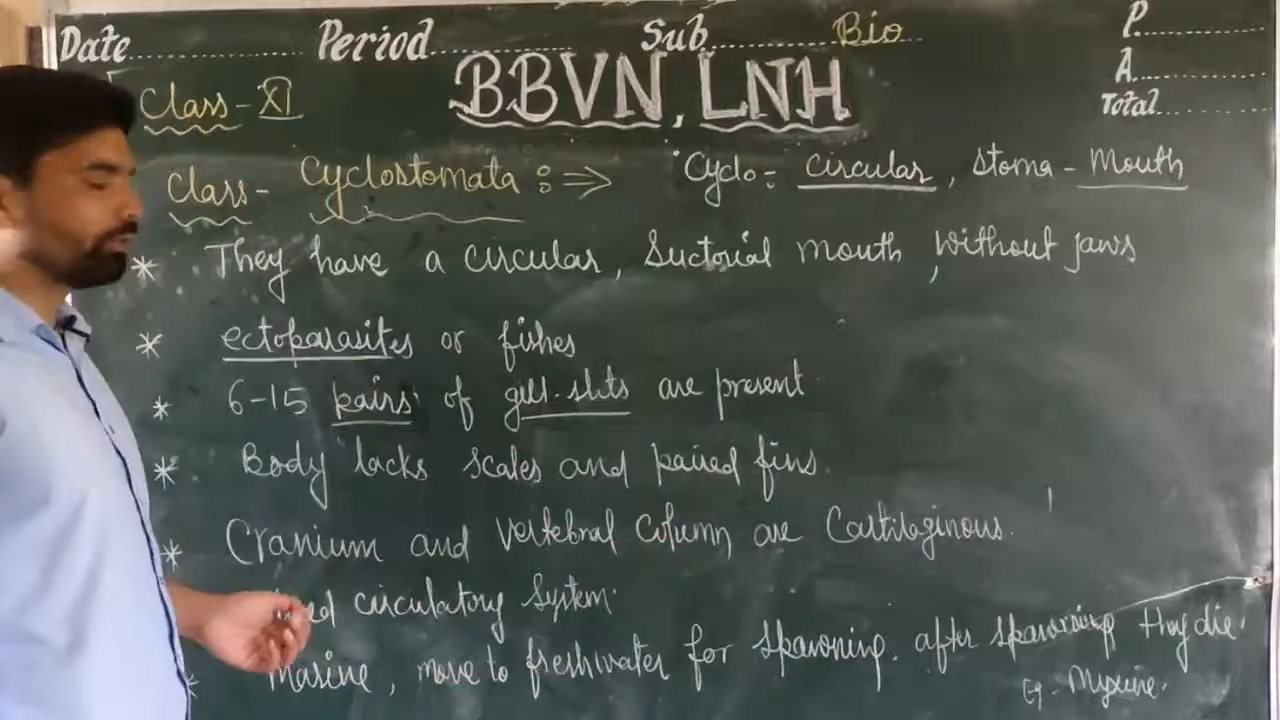 Date............ Period............ Sub............Bio... P............
A............
Total............
BBVN, LNH
Class-XI
Class- Cyclostomata :⇒ Cyclo: Circular, Stoma-Mouth
* They have a circular, Suctorial mouth, without jaws
* ectoparasites or fishes
* 6-15 pairs of gill.slits are present
* Body lacks scales and paired fins.
* Cranium and vertebral Column are Cartilaginous.
circulatory System.
Marine, move to freshwater for spawning. after spawning they die.
Eg- Myxine.